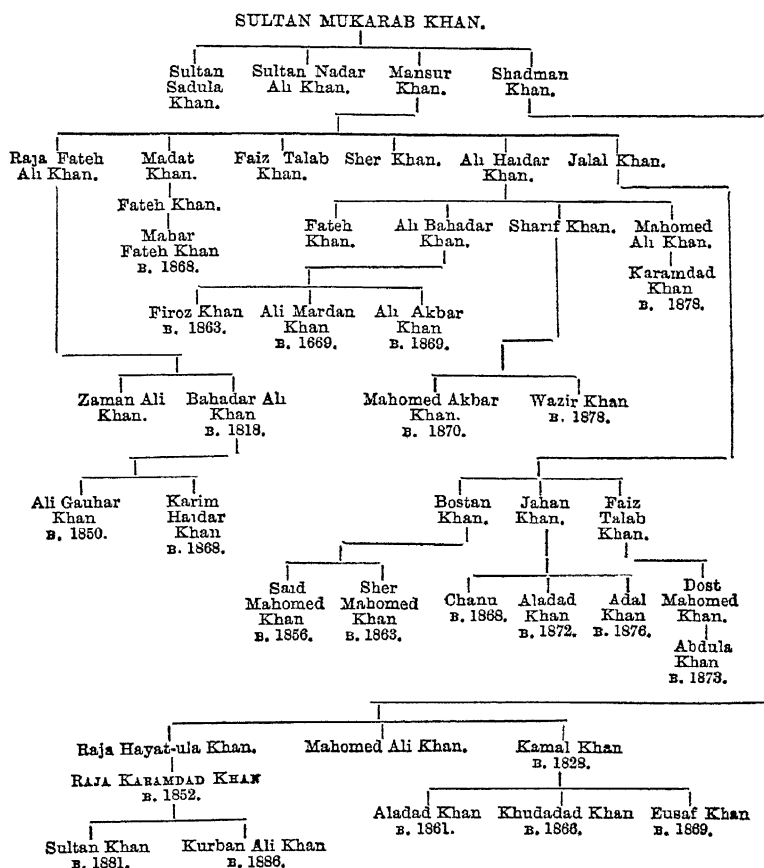 SULTAN MUKARAB KHAN.
Sultan Sadula Khan.
Sultan Nadar Ali Khan.
Mansur Khan.
Shadman Khan.
Raja Fateh Ali Khan.
Madat Khan.
Faiz Talab Khan.
Sher Khan.
Ali Haidar Khan.
Jalal Khan.
Fateh Khan.
Mabar Fateh Khan B. 1868.
Fateh Khan.
Ali Bahadar Khan.
Sharif Khan.
Mahomed Ali Khan.
Karamdad Khan B. 1878.
Firoz Khan B. 1863.
Ali Mardan Khan B. 1669.
Ali Akbar Khan B. 1869.
Zaman Ali Khan.
Bahadar Ali Khan B. 1818.
Mahomed Akbar Khan. B. 1870.
Wazir Khan B. 1878.
Ali Gauhar Khan B. 1850.
Karim Haidar Khan B. 1868.
Bostan Khan.
Jahan Khan.
Faiz Talab Khan.
Said Mahomed Khan B. 1856.
Sher Mahomed Khan B. 1863.
Chanu B. 1868.
Aladad Khan B. 1872.
Adal Khan B. 1876.
Dost Mahomed Khan.
Abdula Khan B. 1873.
Raja Hayat-ula Khan.
Mahomed Ali Khan.
Kamal Khan B. 1828.
RAJA KARAMDAD KHAN B. 1852.
Aladad Khan B. 1861.
Khudadad Khan B. 1866.
Eusaf Khan B. 1869.
Sultan Khan B. 1881.
Kurban Ali Khan B. 1886.